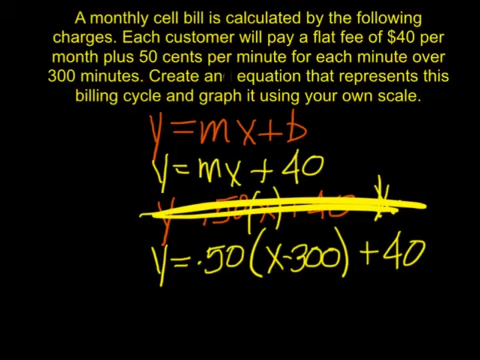 A monthly cell bill is calculated by the following
charges. Each customer will pay a flat fee of $40 per
month plus 50 cents per minute for each minute over
300 minutes. Create an equation that represents this
billing cycle and graph it using your own scale.
y = mx + b
y = mx + 40
y .50(x) + 40
y = .50(x-300) + 40